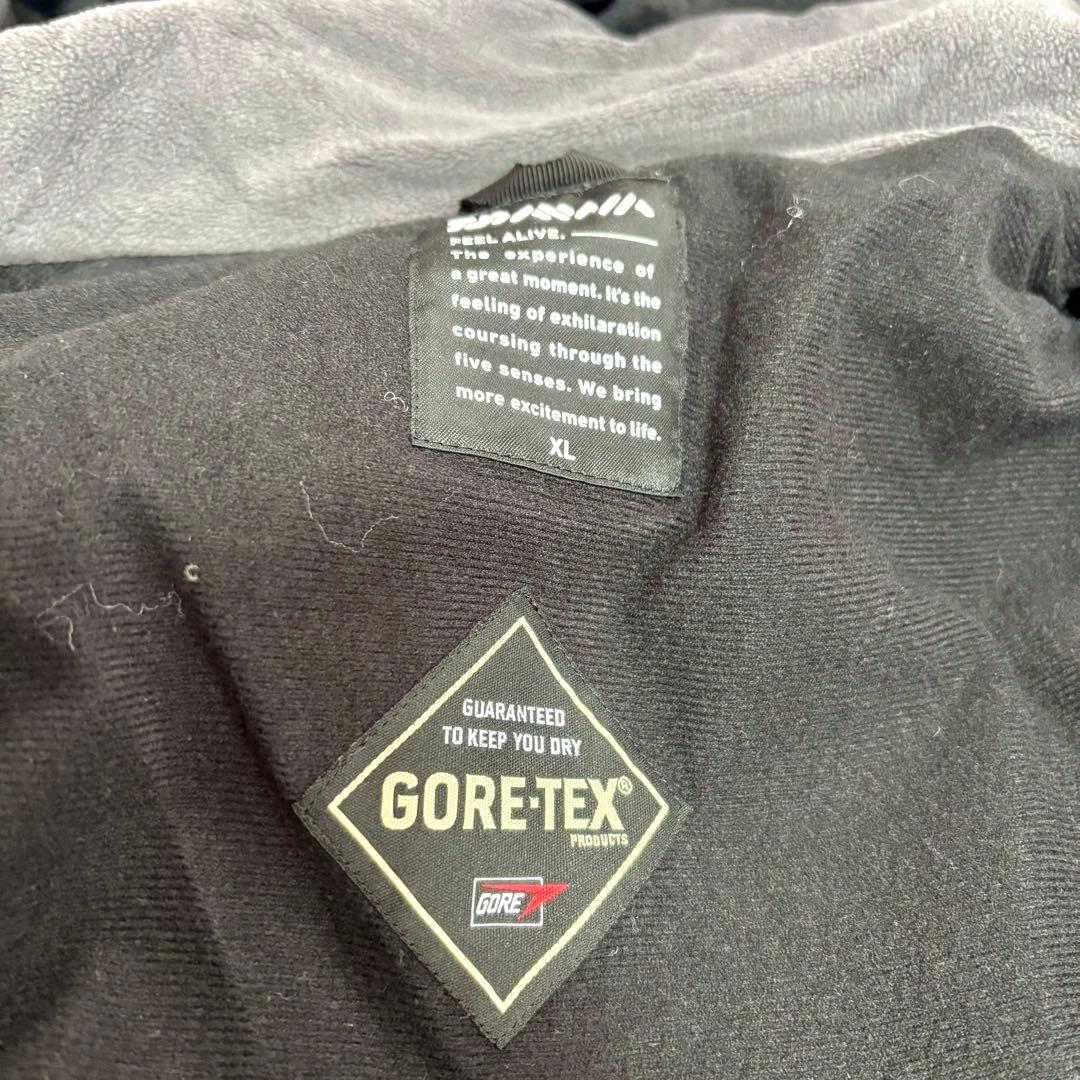 FEEL ALIVE.
The experience of
a great moment. It's the
feeling of exhilaration
coursing through the
five senses. We bring
more excitement to life.
XL
GUARANTEED
TO KEEP YOU DRY
GORE-TEX®
PRODUCTS
GORE